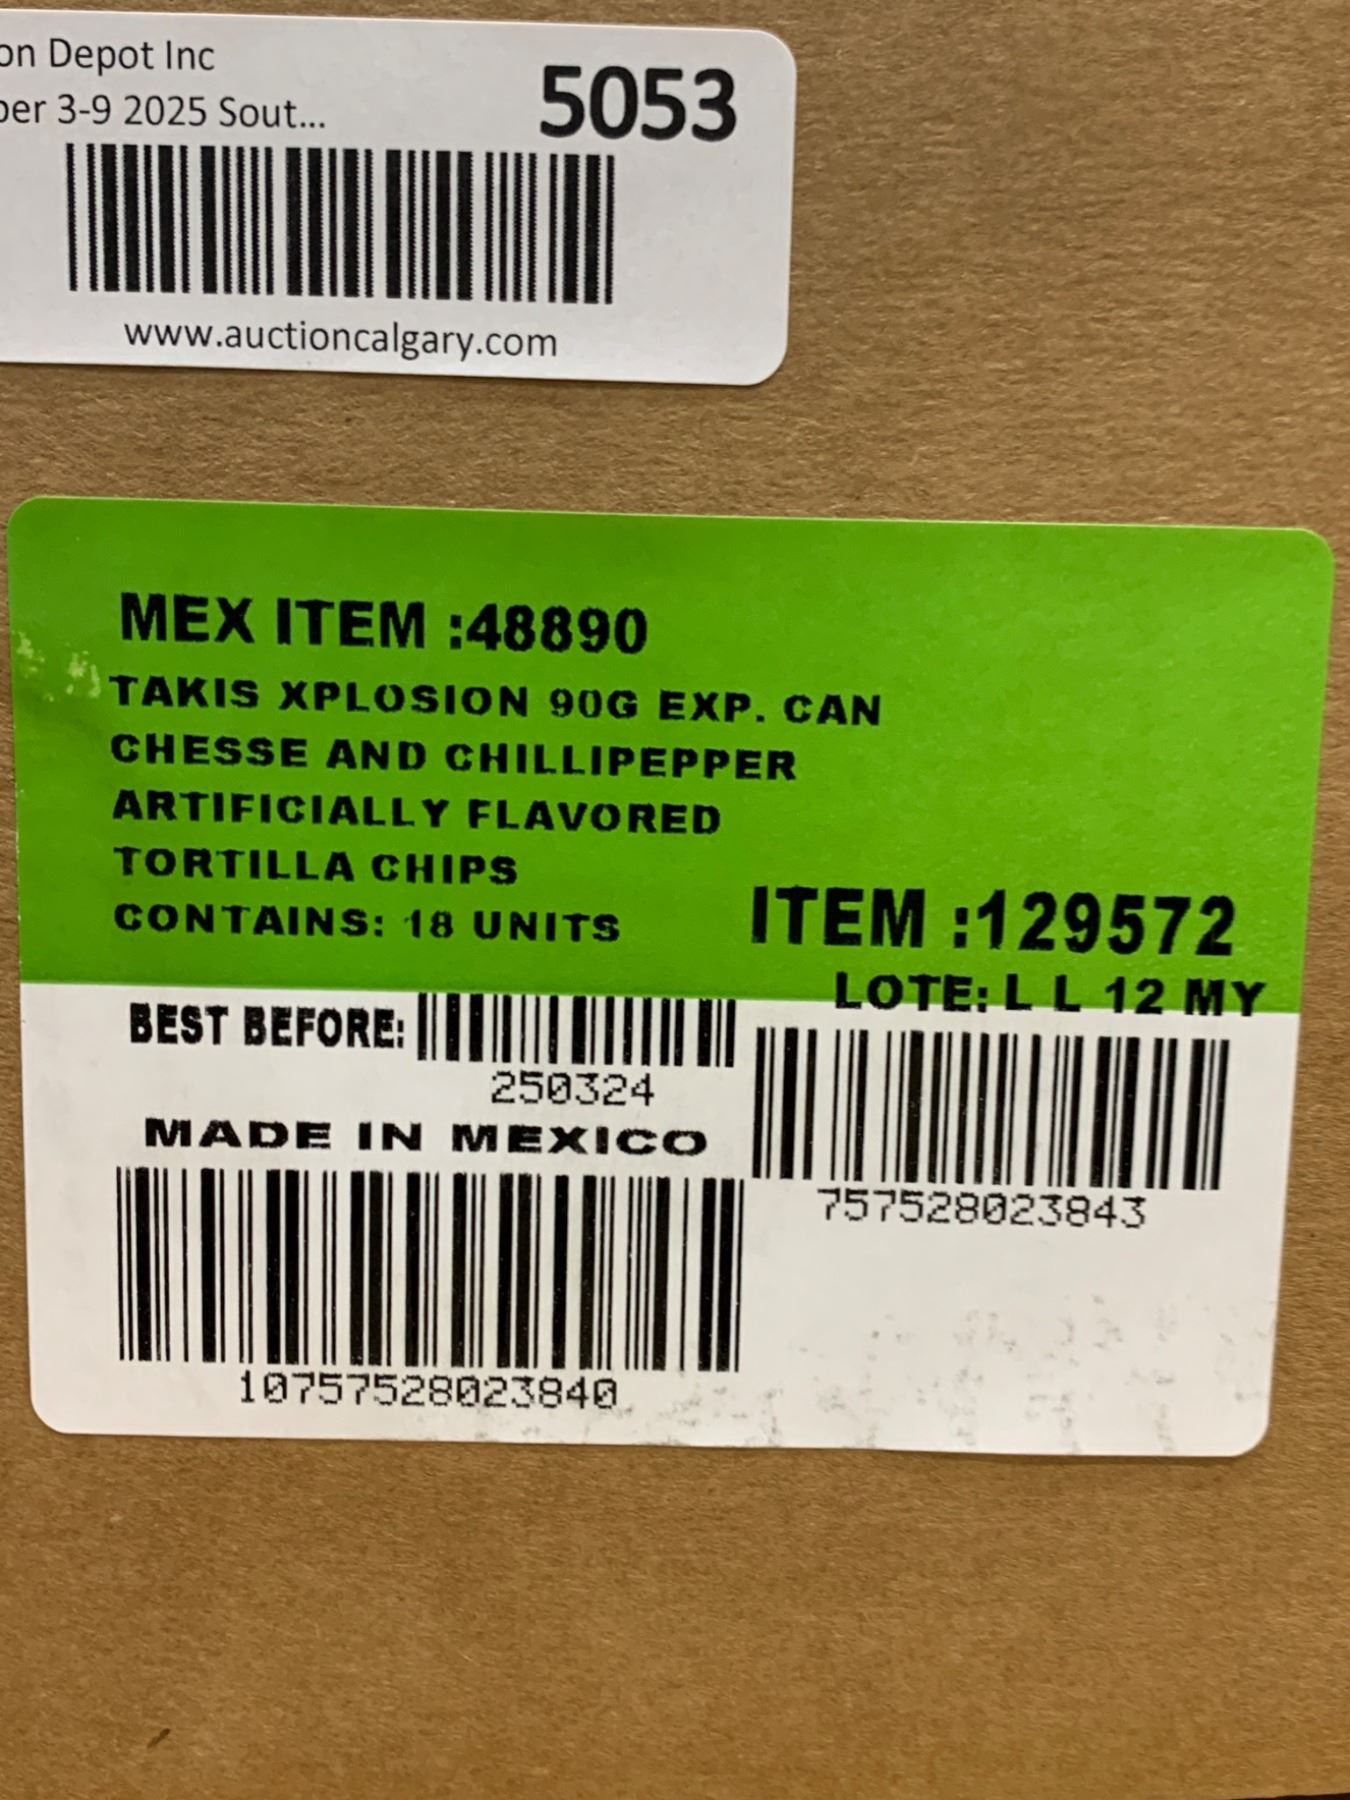 on Depot Inc
5053
ber 3-9 2025 Sout...
www.auctioncalgary.com
MEX ITEM :48890
TAKIS XPLOSION 90G EXP. CAN
CHESSE AND CHILLIPEPPER
ARTIFICIALLY FLAVORED
TORTILLA CHIPS
CONTAINS: 18 UNITS
ITEM :129572
LOTE: L L 12 MY
BEST BEFORE:
250324
MADE IN MEXICO
757528023843
10757528023840